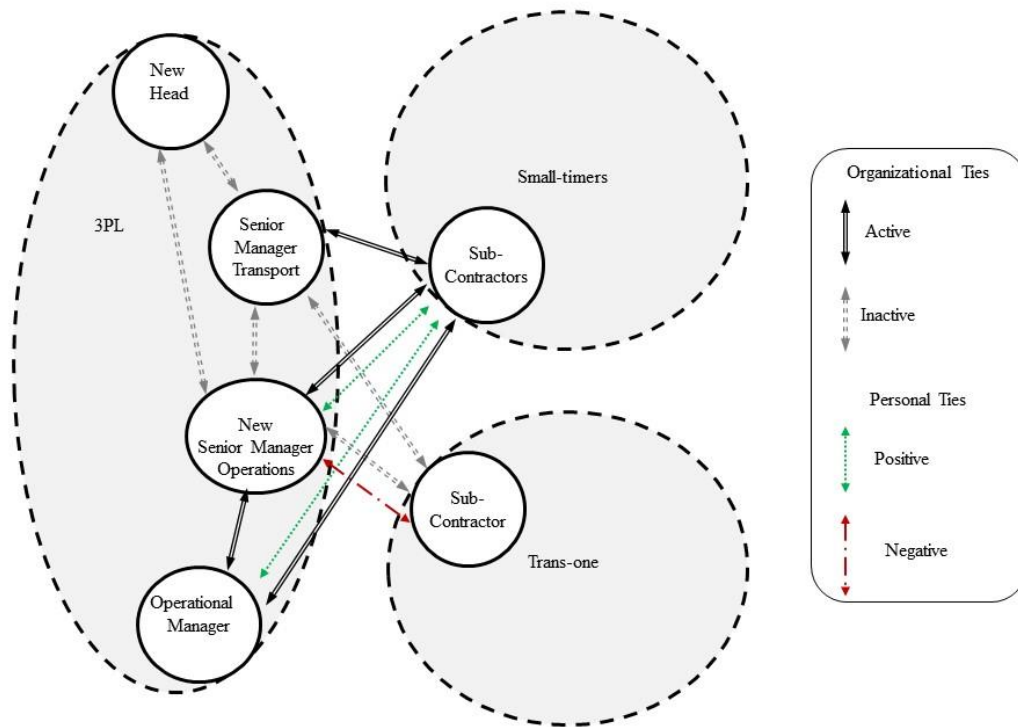 New
Head
3PL
Senior
Manager
Transport
New
Senior Manager
Operations
Operational
Manager
Small-timers
Sub-
Contractors
Sub-
Contractor
Trans-one
Organizational Ties
Active
Inactive
Personal Ties
Positive
Negative